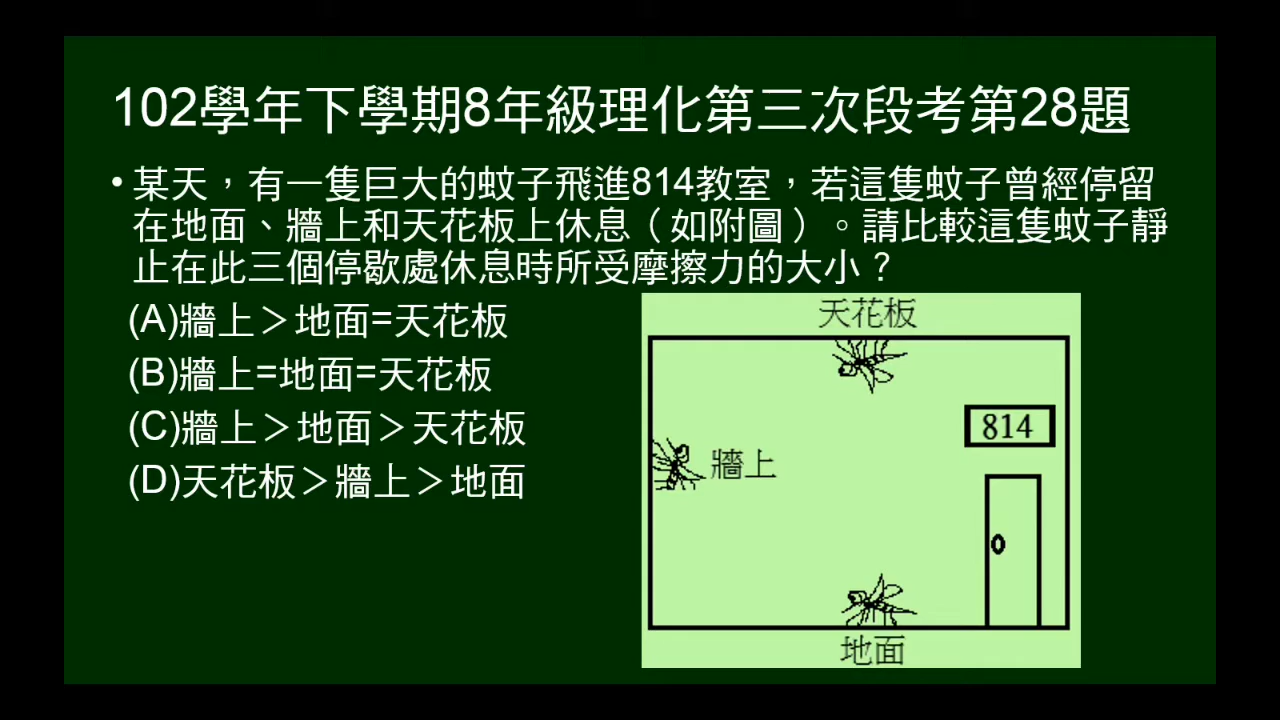 102學年下學期8年級理化第三次段考第28題
• 某天，有一隻巨大的蚊子飛進814教室，若這隻蚊子曾經停留
在地面、牆上和天花板上休息（如附圖）。請比較這隻蚊子靜
止在此三個停歇處休息時所受摩擦力的大小？
(A)牆上＞地面=天花板
(B)牆上=地面=天花板
(C)牆上＞地面＞天花板
(D)天花板＞牆上＞地面
天花板
814
牆上
地面